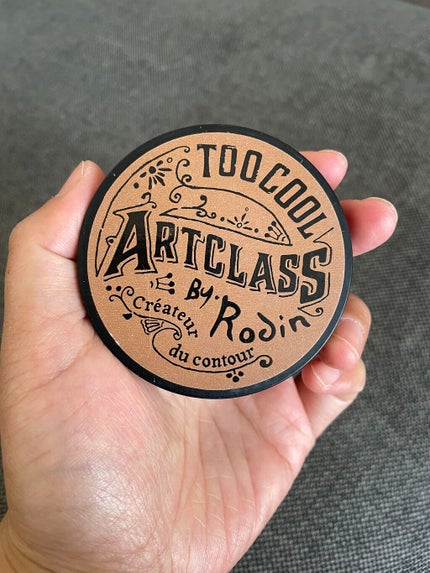 TOO COOL
ARTCLASS
By. Rodin
Créateur
du contour